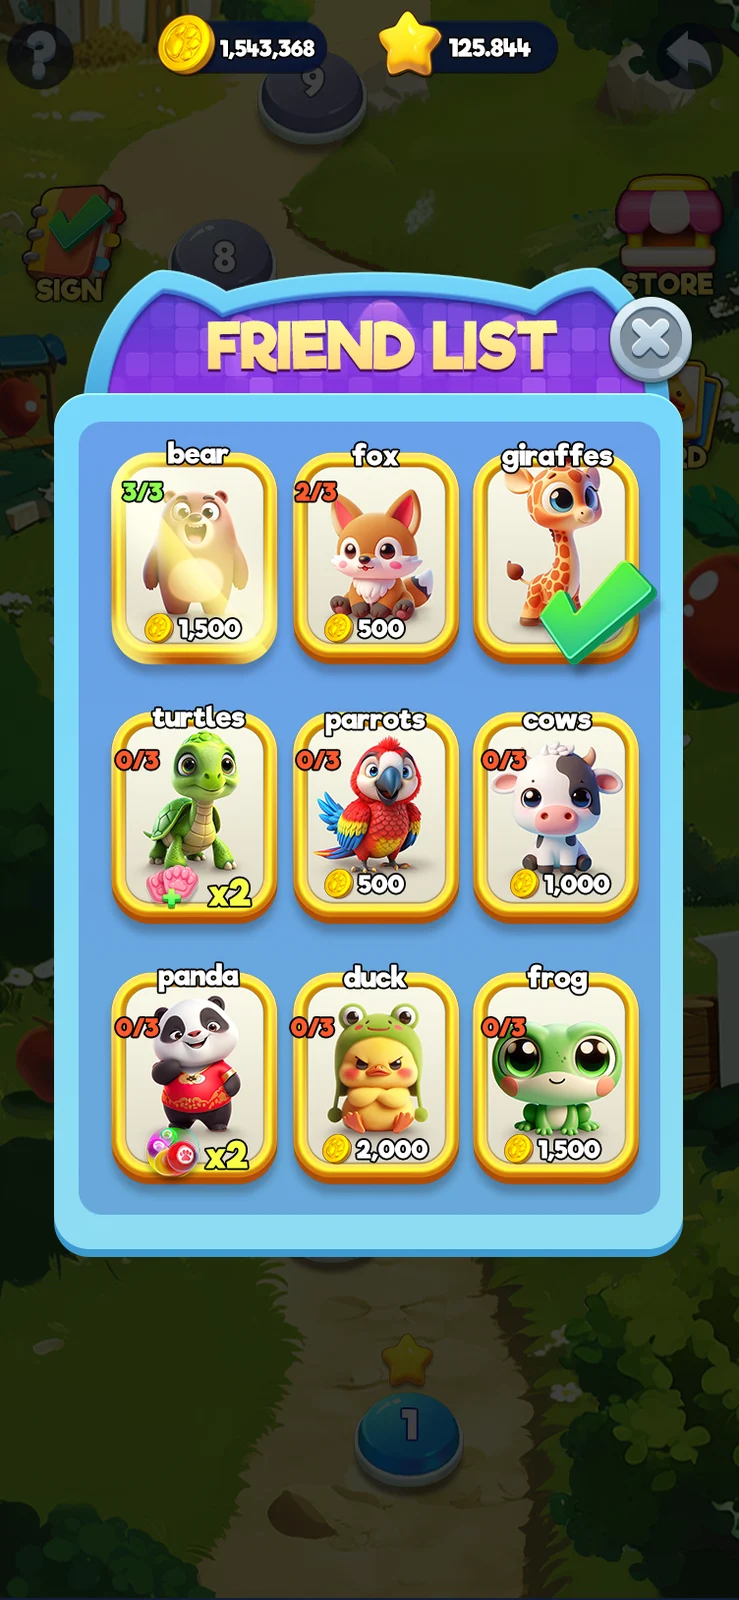 ?
1,543,368
125.844
9
8
SIGN
STORE
FRIEND LIST
RD
bear
fox
giraffes
3/3
2/3
1,500
500
turtles
parrots
cows
0/3
0/3
0/3
x2
500
1,000
panda
duck
frog
0/3
0/3
0/3
x2
2,000
1,500
1